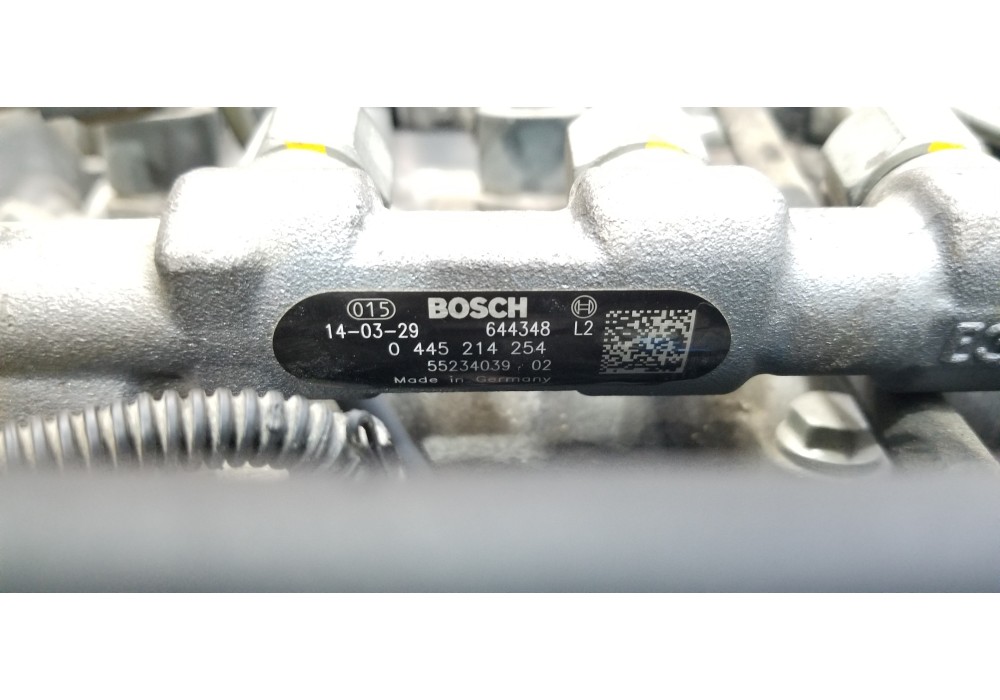 015 BOSCH
14-03-29 644348 L2
0 445 214 254
55234039 02
Made in Germany